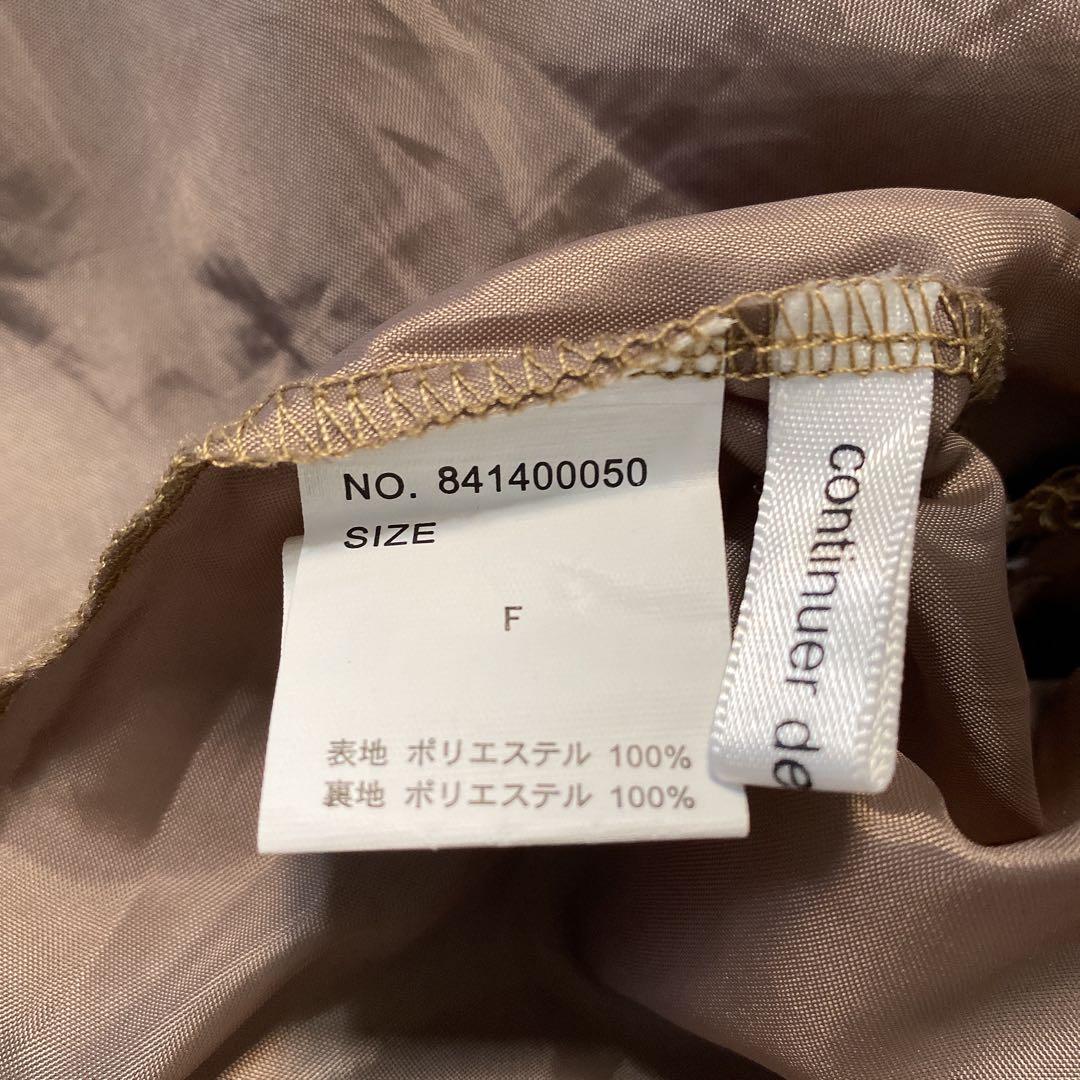 NO. 841400050
SIZE
F
表地 ポリエステル 100%
裏地 ポリエステル 100%
continuer de